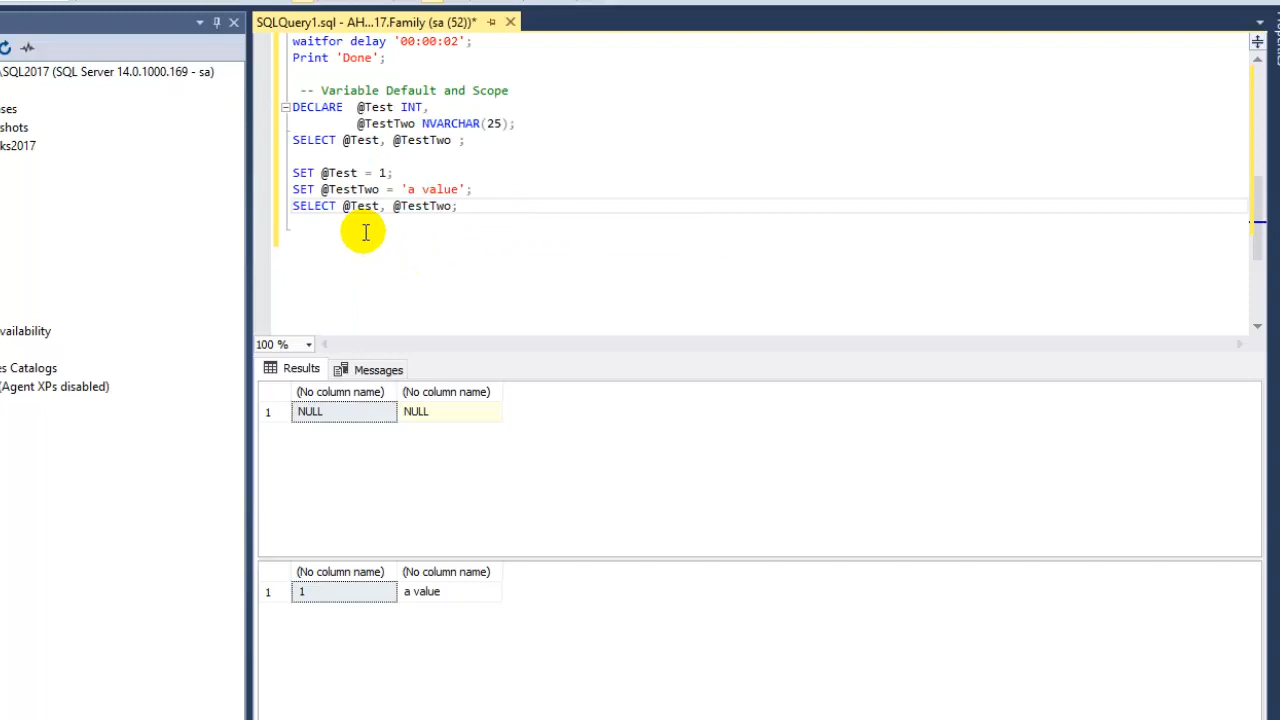 SQLQuery1.sql - AH...17.Family (sa (52))*
waitfor delay '00:00:02';
Print 'Done';
-- Variable Default and Scope
DECLARE @Test INT,
@TestTwo NVARCHAR(25);
SELECT @Test, @TestTwo ;
SET @Test = 1;
SET @TestTwo = 'a value';
SELECT @Test, @TestTwo;
\SQL2017 (SQL Server 14.0.1000.169 - sa)
ses
shots
ks2017
vailability
es Catalogs
(Agent XPs disabled)
100 %
Results Messages
(No column name) (No column name)
1 NULL NULL
(No column name) (No column name)
1 1 a value